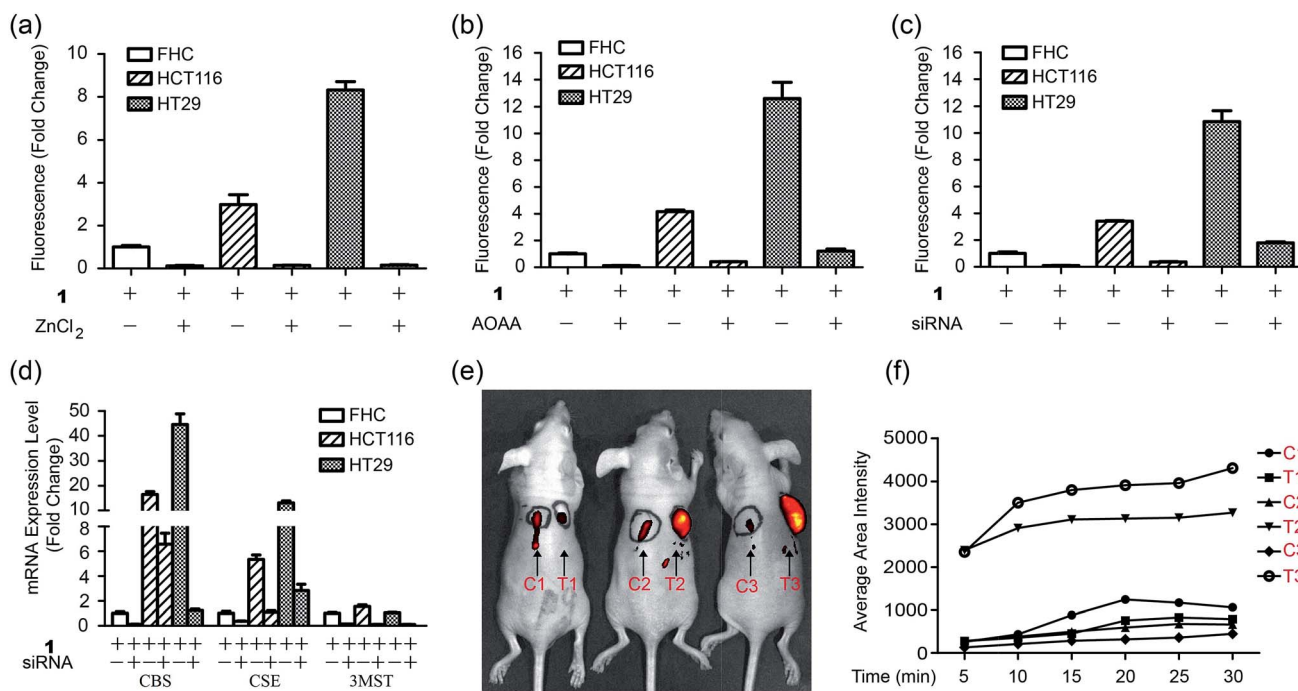 (a)
FHC
HCT116
HT29
Fluorescence (Fold Change)
10
8
6
4
2
0
1 + + + + + +
ZnCl2 − + − + − +
(b)
FHC
HCT116
HT29
Fluorescence (Fold Change)
16
14
12
10
8
6
4
2
0
1 + + + + + +
AOAA − + − + − +
(c)
FHC
HCT116
HT29
Fluorescence (Fold Change)
16
14
12
10
8
6
4
2
0
1 + + + + + +
siRNA − + − + − +
(d)
FHC
HCT116
HT29
mRNA Expression Level
(Fold Change)
50
40
30
20
10
8
6
4
2
0
1 ++++++ ++++++ ++++++
siRNA −+−+−+ −+−+−+ −+−+−+
CBS CSE 3MST
(e)
C1 T1 C2 T2 C3 T3
(f)
Average Area Intensity
5000
4000
3000
2000
1000
0
Time (min) 5 10 15 20 25 30
T1
T2